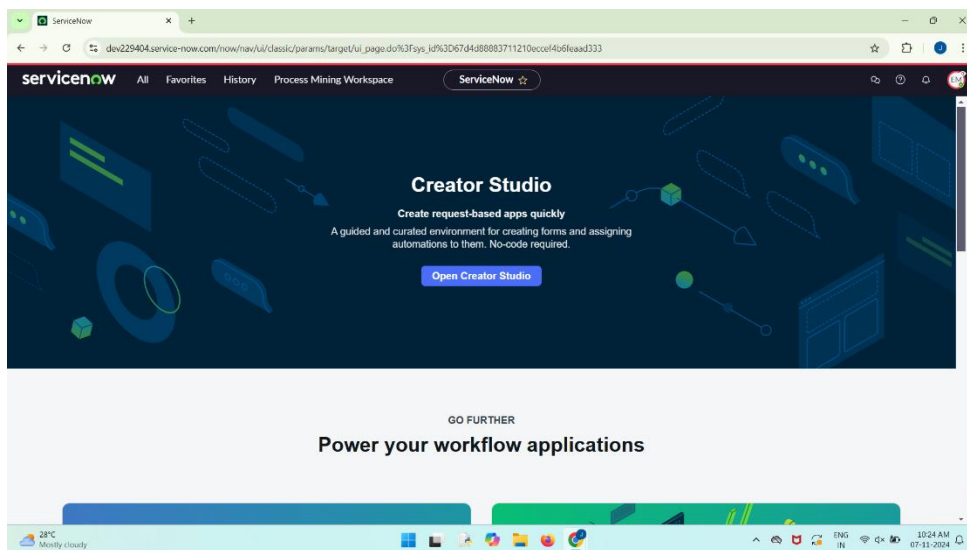 ServiceNow
dev229404.service-now.com/now/nav/ui/classic/params/target/ui_page.do%3Fsys_id%3D67d4d88883711210eccef4b6feaad333
J
servicenow All Favorites History Process Mining Workspace ServiceNow EM
Creator Studio
Create request-based apps quickly
A guided and curated environment for creating forms and assigning
automations to them. No-code required.
Open Creator Studio
GO FURTHER
Power your workflow applications
28°C
Mostly cloudy
ENG
IN
10:24 AM
07-11-2024